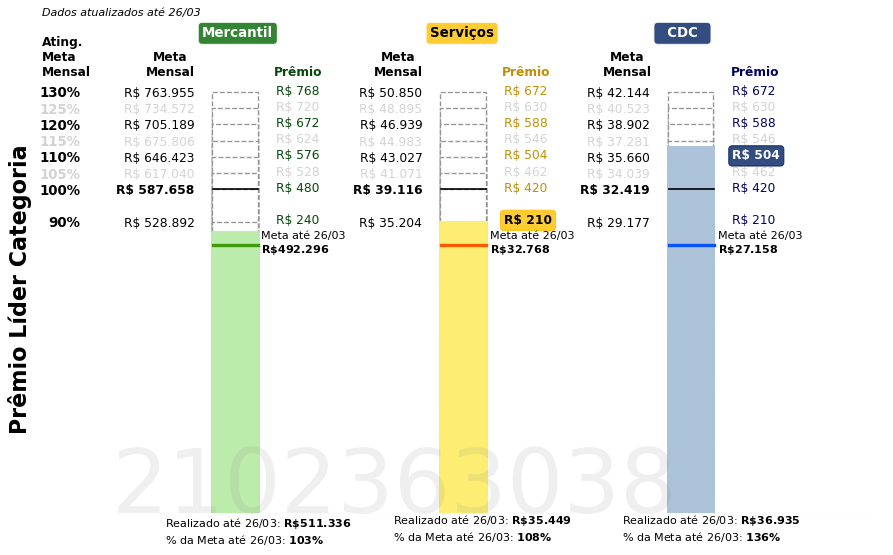 Dados atualizados até 26/03
Mercantil Serviços CDC
Ating.
Meta
Mensal
Meta
Mensal Prêmio Meta
Mensal Prêmio Meta
Mensal Prêmio
130% R$ 763.955 R$ 768 R$ 50.850 R$ 672 R$ 42.144 R$ 672
125% R$ 734.572 R$ 720 R$ 48.895 R$ 630 R$ 40.523 R$ 630
120% R$ 705.189 R$ 672 R$ 46.939 R$ 588 R$ 38.902 R$ 588
115% R$ 675.806 R$ 624 R$ 44.983 R$ 546 R$ 37.281 R$ 546
110% R$ 646.423 R$ 576 R$ 43.027 R$ 504 R$ 35.660 R$ 504
105% R$ 617.040 R$ 528 R$ 41.071 R$ 462 R$ 34.039 R$ 462
100% R$ 587.658 R$ 480 R$ 39.116 R$ 420 R$ 32.419 R$ 420
90% R$ 528.892 R$ 240 R$ 35.204 R$ 210 R$ 29.177 R$ 210
Meta até 26/03 Meta até 26/03 Meta até 26/03
R$492.296 R$32.768 R$27.158
Prêmio Líder Categoria
2102363038
Realizado até 26/03: R$511.336 Realizado até 26/03: R$35.449 Realizado até 26/03: R$36.935
% da Meta até 26/03: 103% % da Meta até 26/03: 108% % da Meta até 26/03: 136%